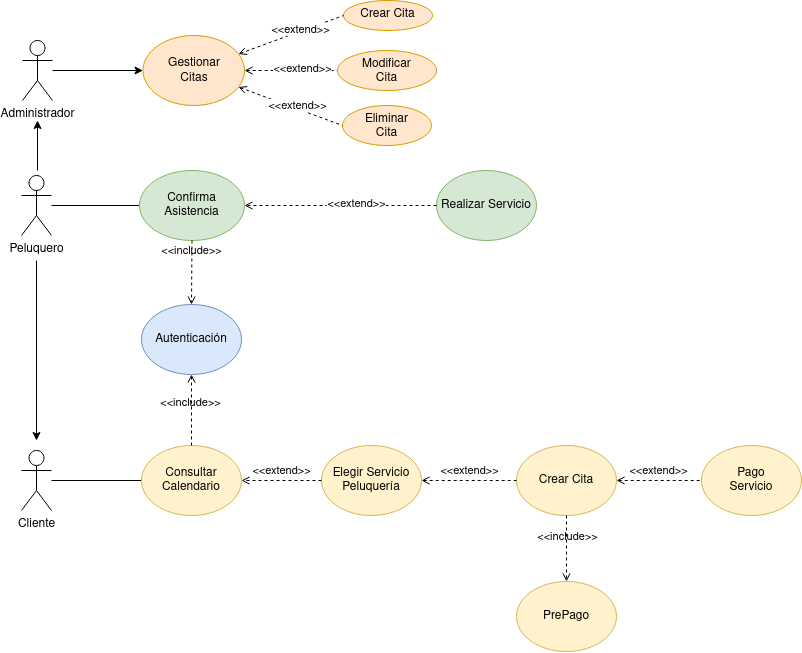 Crear Cita
<<extend>>
Gestionar
Citas
<<extend>>
Modificar
Cita
<<extend>>
Eliminar
Cita
Administrador
Confirma
Asistencia
<<extend>>
Realizar Servicio
Peluquero
<<include>>
Autenticación
<<include>>
Consultar
Calendario
<<extend>>
Elegir Servicio
Peluquería
<<extend>>
Crear Cita
<<extend>>
Pago
Servicio
Cliente
<<include>>
PrePago